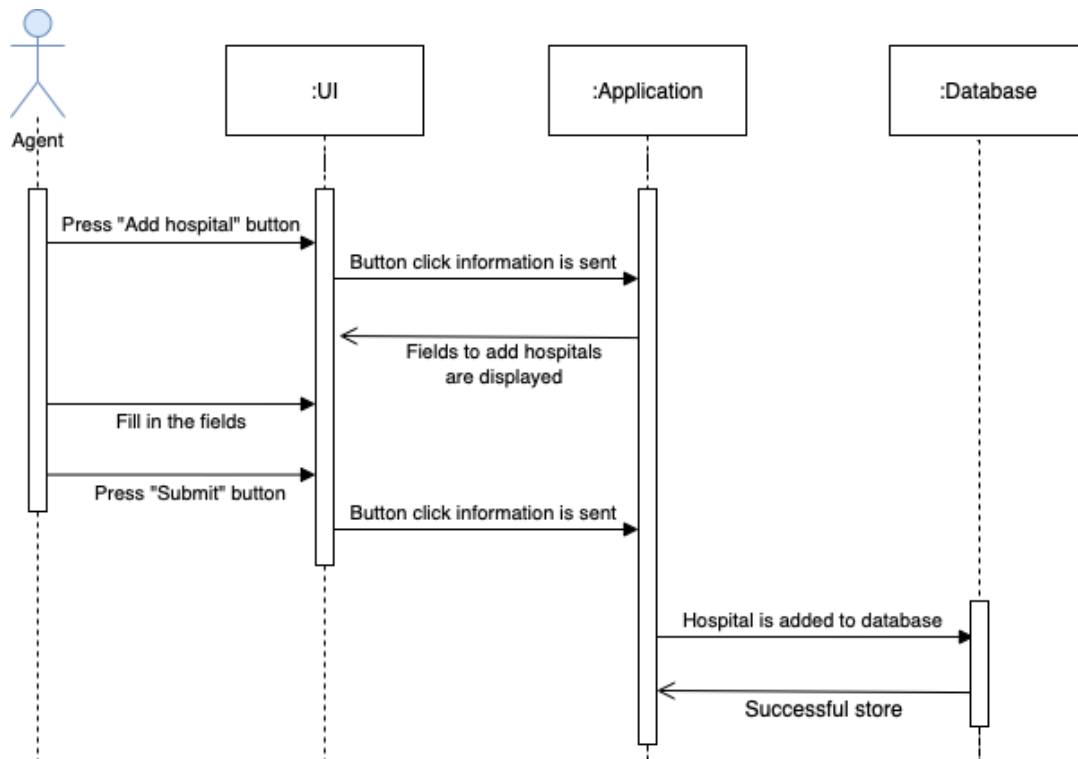 :UI
:Application
:Database
Agent
Press "Add hospital" button
Button click information is sent
Fields to add hospitals
are displayed
Fill in the fields
Press "Submit" button
Button click information is sent
Hospital is added to database
Successful store